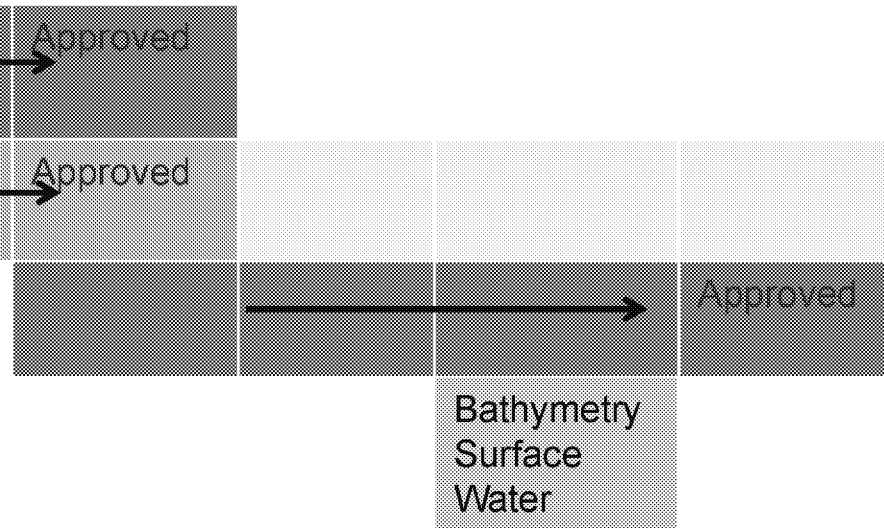 Approved
Approved
Approved
Bathymetry
Surface
Water